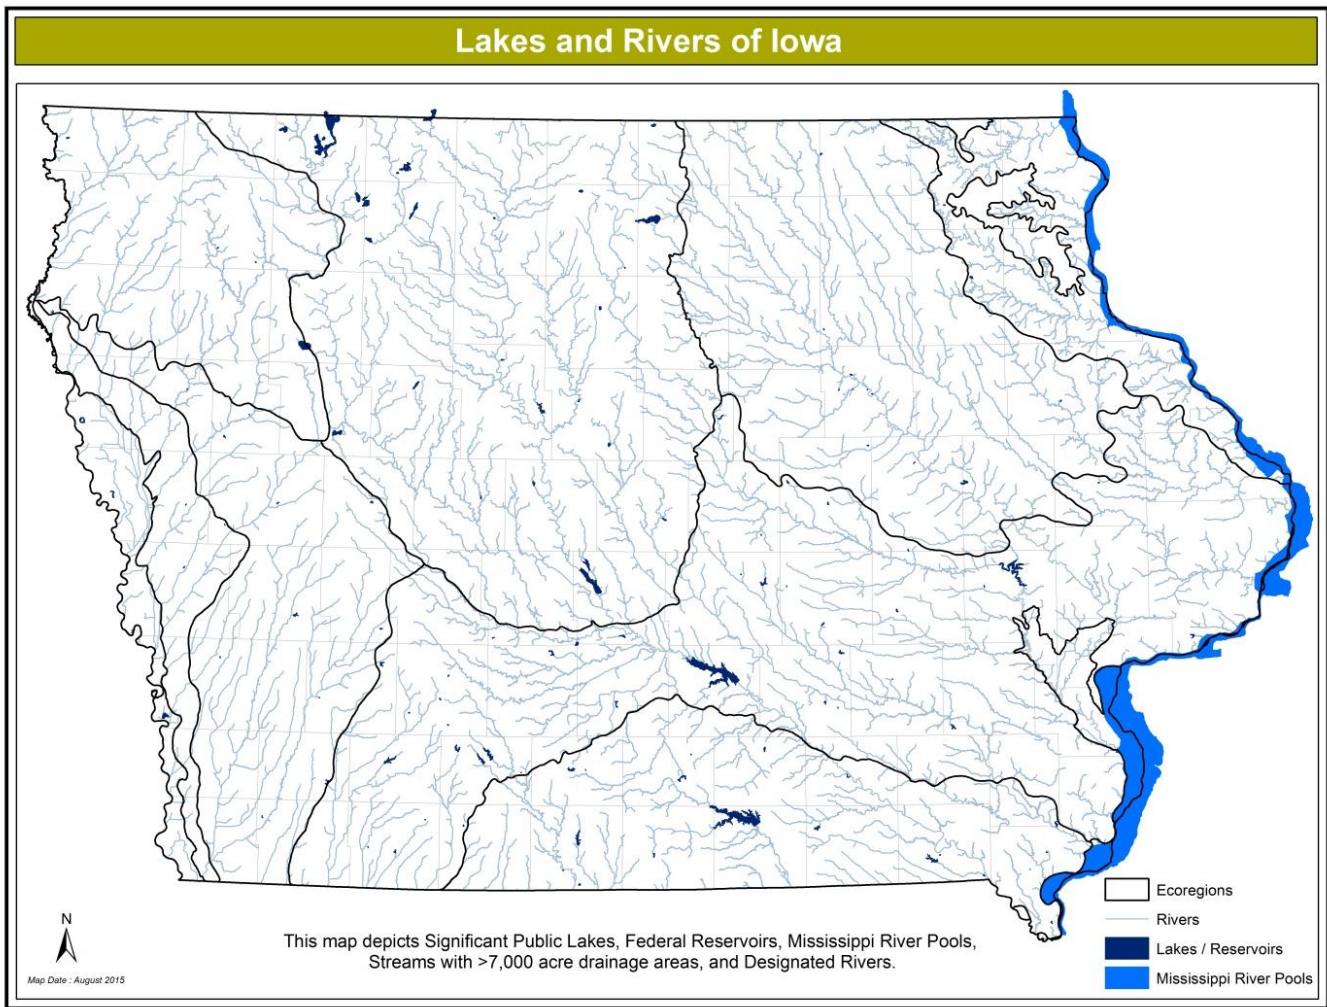 Lakes and Rivers of Iowa
N
Map Date : August 2015
This map depicts Significant Public Lakes, Federal Reservoirs, Mississippi River Pools,
Streams with >7,000 acre drainage areas, and Designated Rivers.
Ecoregions
Rivers
Lakes / Reservoirs
Mississippi River Pools